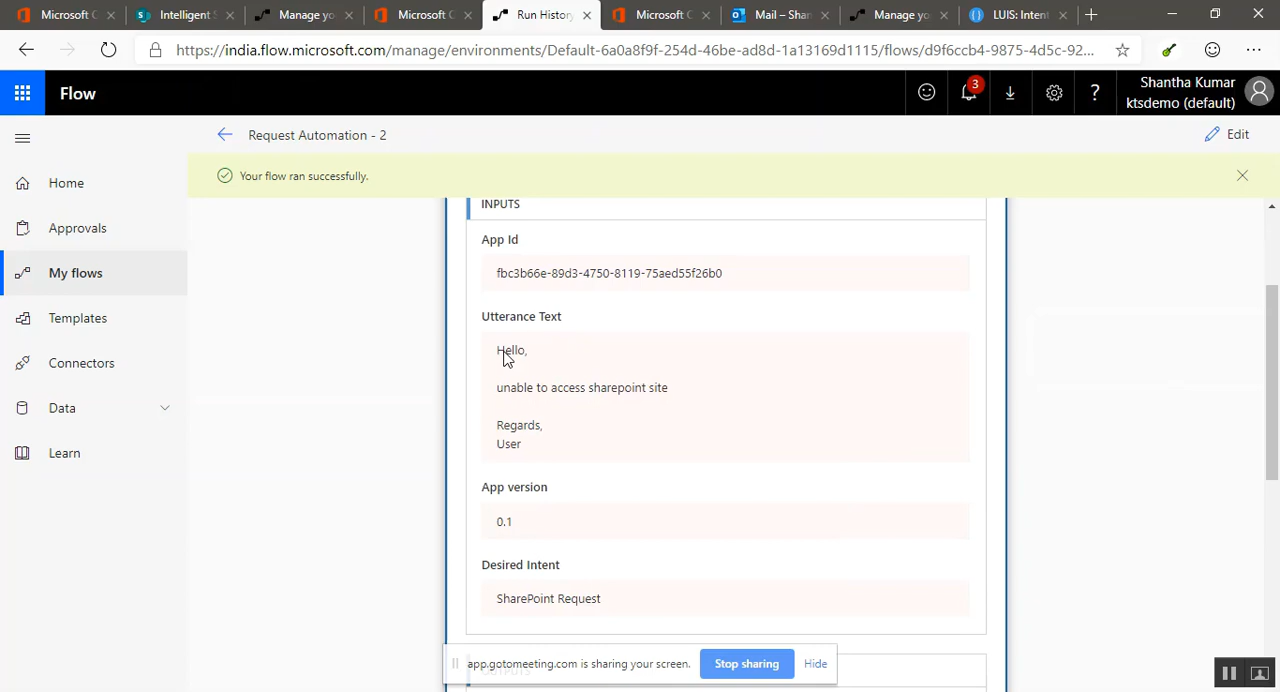 Microsoft C
Intelligent S
Manage yo
Microsoft C
Run History
Microsoft C
Mail – Shan
Manage yo
LUIS: Intent
https://india.flow.microsoft.com/manage/environments/Default-6a0a8f9f-254d-46be-ad8d-1a13169d1115/flows/d9f6ccb4-9875-4d5c-92...
Flow
3
Shantha Kumar
ktsdemo (default)
Request Automation - 2
Edit
Your flow ran successfully.
Home
Approvals
My flows
Templates
Connectors
Data
Learn
INPUTS
App Id
fbc3b66e-89d3-4750-8119-75aed55f26b0
Utterance Text
Hello,
unable to access sharepoint site
Regards,
User
App version
0.1
Desired Intent
SharePoint Request
app.gotomeeting.com is sharing your screen.
Stop sharing
Hide